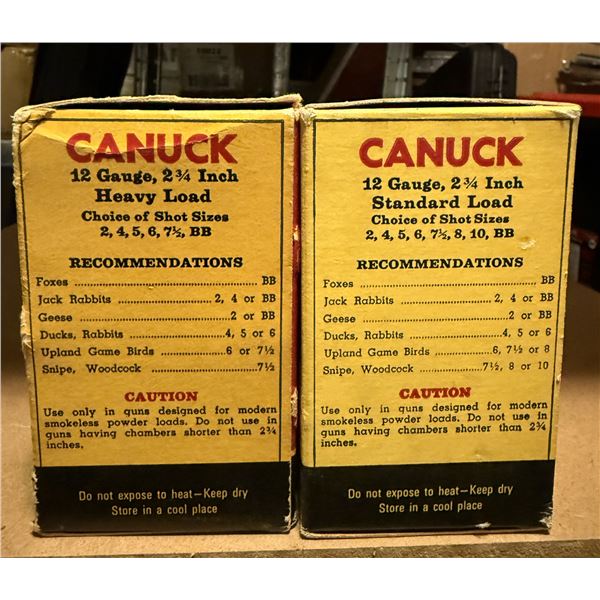 CANUCK
12 Gauge, 2¾ Inch
Heavy Load
Choice of Shot Sizes
2, 4, 5, 6, 7½, BB
RECOMMENDATIONS
Foxes ............ BB
Jack Rabbits ............ 2, 4 or BB
Geese ............ 2 or BB
Ducks, Rabbits ............ 4, 5 or 6
Upland Game Birds ............ 6 or 7½
Snipe, Woodcock ............ 7½
CAUTION
Use only in guns designed for modern
smokeless powder loads. Do not use in
guns having chambers shorter than 2¾
inches.
Do not expose to heat—Keep dry
Store in a cool place
CANUCK
12 Gauge, 2¾ Inch
Standard Load
Choice of Shot Sizes
2, 4, 5, 6, 7½, 8, 10, BB
RECOMMENDATIONS
Foxes ............ BB
Jack Rabbits ............ 2, 4 or BB
Geese ............ 2 or BB
Ducks, Rabbits ............ 4, 5 or 6
Upland Game Birds ............ 6, 7½ or 8
Snipe, Woodcock ............ 7½, 8 or 10
CAUTION
Use only in guns designed for modern
smokeless powder loads. Do not use in
guns having chambers shorter than 2¾
inches.
Do not expose to heat—Keep dry
Store in a cool place